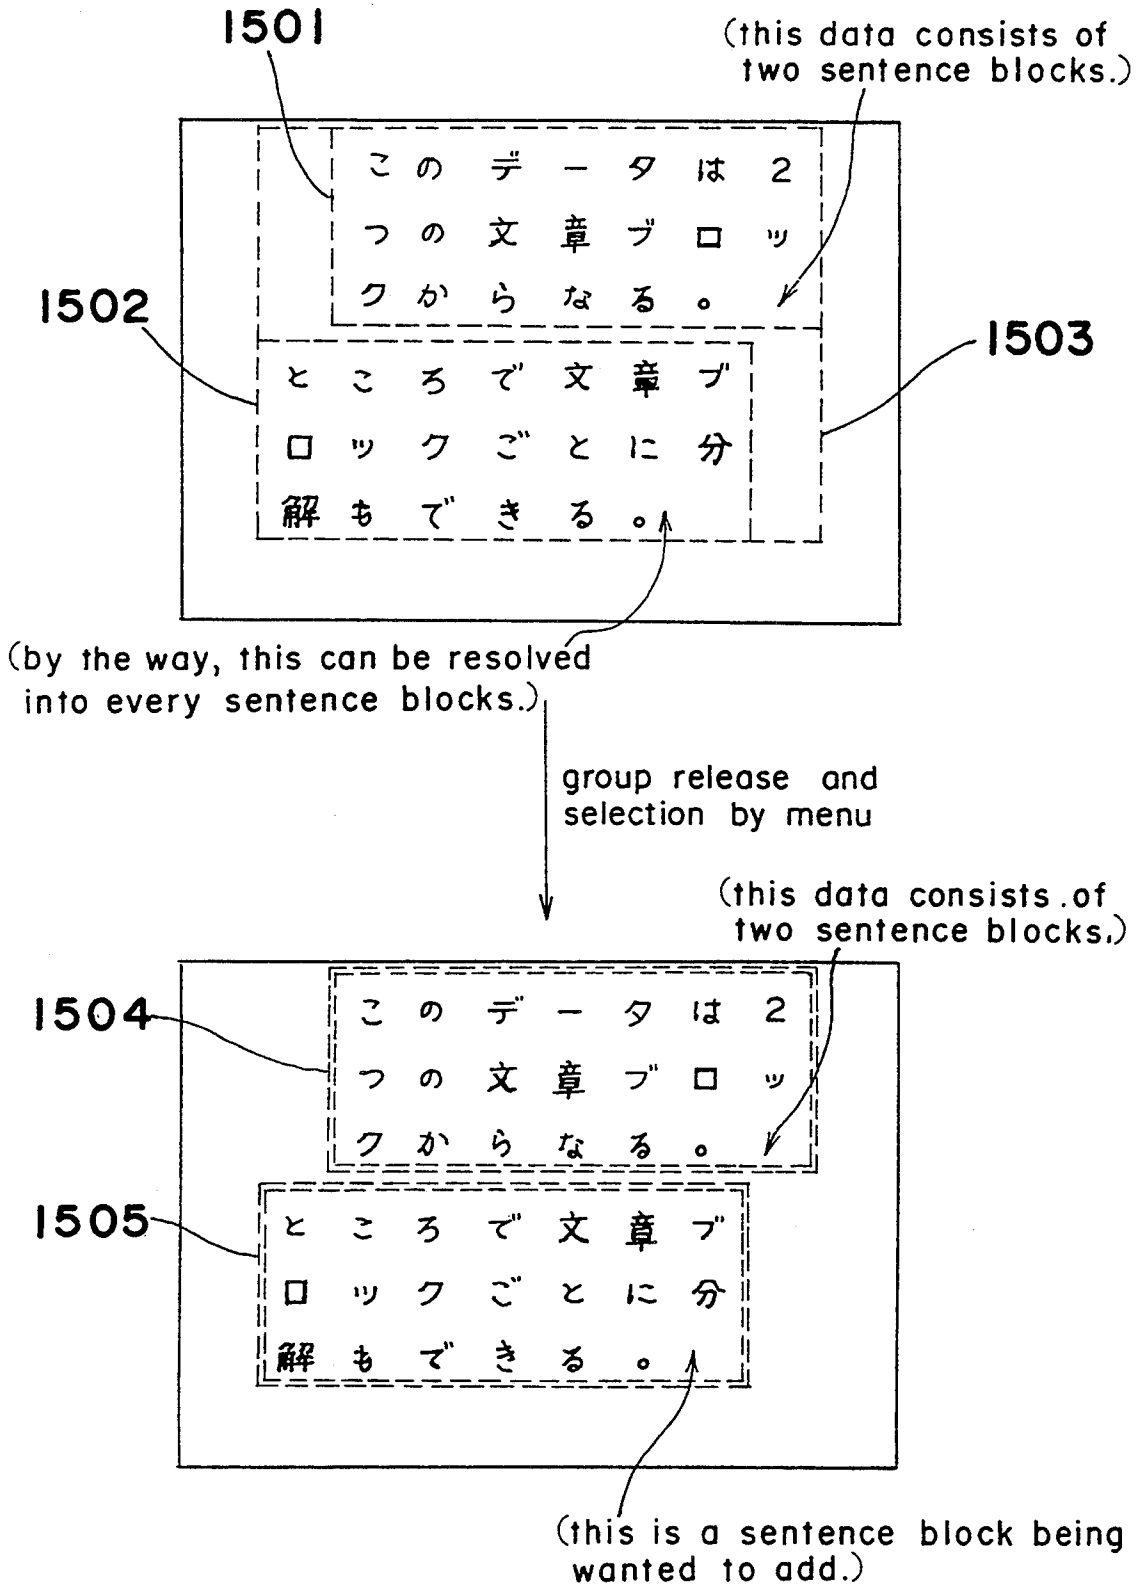 1501
(this data consists of
two sentence blocks.)
このデータは2
つの文章ブロッ
クからなる。
1502
1503
ところで文章ブ
ロックごとに分
解もできる。
(by the way, this can be resolved
into every sentence blocks.)
group release and
selection by menu
(this data consists.of
two sentence blocks.)
1504
このデータは2
つの文章ブロッ
クからなる。
1505
ところで文章ブ
ロックごとに分
解もできる。
(this is a sentence block being
wanted to add.)